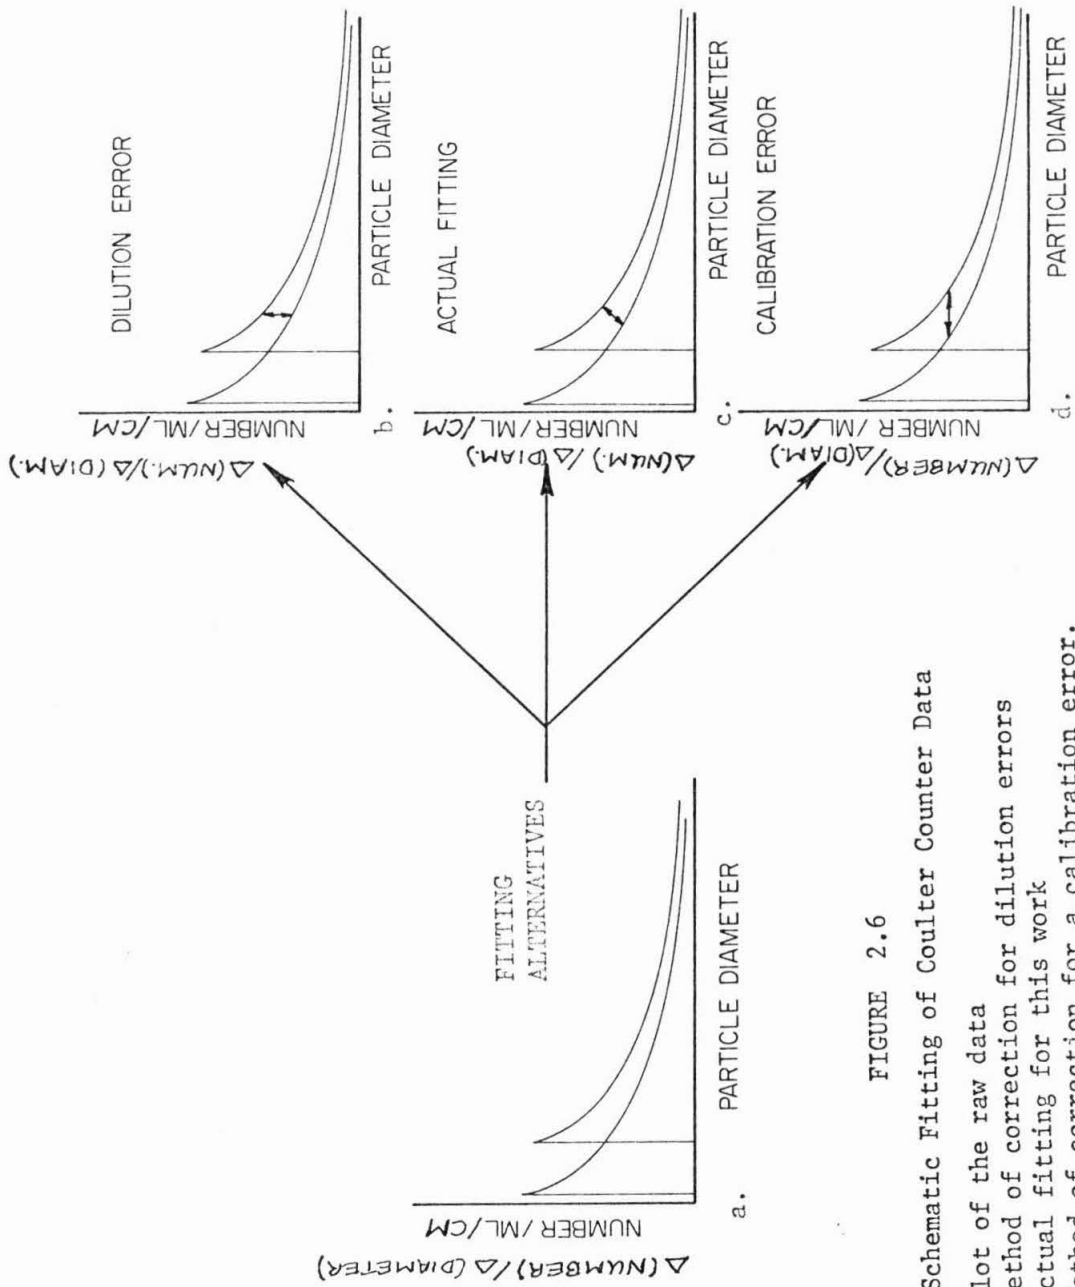 Δ(NUMBER)/Δ(DIAMETER)
NUMBER/ML/CM
PARTICLE DIAMETER
a.
FITTING
ALTERNATIVES
Δ(NUM.)/Δ(DIAM.)
NUMBER/ML/CM
DILUTION ERROR
PARTICLE DIAMETER
b.
Δ(NUM.)/Δ(DIAM.)
NUMBER/ML/CM
ACTUAL FITTING
PARTICLE DIAMETER
c.
Δ(NUMBER)/Δ(DIAM.)
NUMBER/ML/CM
CALIBRATION ERROR
PARTICLE DIAMETER
d.
FIGURE 2.6
Schematic Fitting of Coulter Counter Data
lot of the raw data
ethod of correction for dilution errors
ctual fitting for this work
thod of correction for a calibration error.